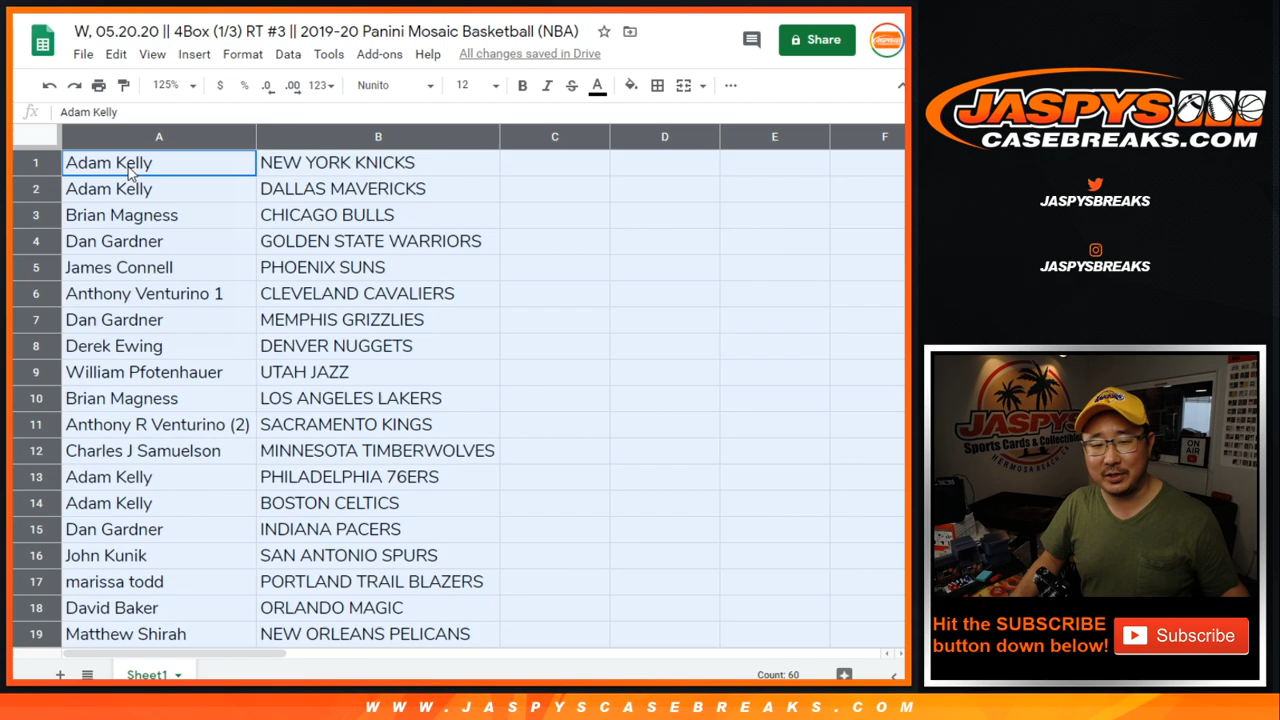 W, 05.20.20 || 4Box (1/3) RT #3 || 2019-20 Panini Mosaic Basketball (NBA)
File Edit View Insert Format Data Tools Add-ons Help All changes saved in Drive
Share
125% $ % .0 .00 123 Nunito 12 B I S A
fx Adam Kelly
A B C D E F
1 Adam Kelly NEW YORK KNICKS
2 Adam Kelly DALLAS MAVERICKS
3 Brian Magness CHICAGO BULLS
4 Dan Gardner GOLDEN STATE WARRIORS
5 James Connell PHOENIX SUNS
6 Anthony Venturino 1 CLEVELAND CAVALIERS
7 Dan Gardner MEMPHIS GRIZZLIES
8 Derek Ewing DENVER NUGGETS
9 William Pfotenhauer UTAH JAZZ
10 Brian Magness LOS ANGELES LAKERS
11 Anthony R Venturino (2) SACRAMENTO KINGS
12 Charles J Samuelson MINNESOTA TIMBERWOLVES
13 Adam Kelly PHILADELPHIA 76ERS
14 Adam Kelly BOSTON CELTICS
15 Dan Gardner INDIANA PACERS
16 John Kunik SAN ANTONIO SPURS
17 marissa todd PORTLAND TRAIL BLAZERS
18 David Baker ORLANDO MAGIC
19 Matthew Shirah NEW ORLEANS PELICANS
Sheet1
Count: 60
JASPYS
CASEBREAKS.COM
JASPYSBREAKS
JASPYSBREAKS
JASPYS
Sports Cards & Collectibles
HERMOSA BEACH
ON AIR
Hit the SUBSCRIBE
button down below!
Subscribe
WWW.JASPYSCASEBREAKS.COM